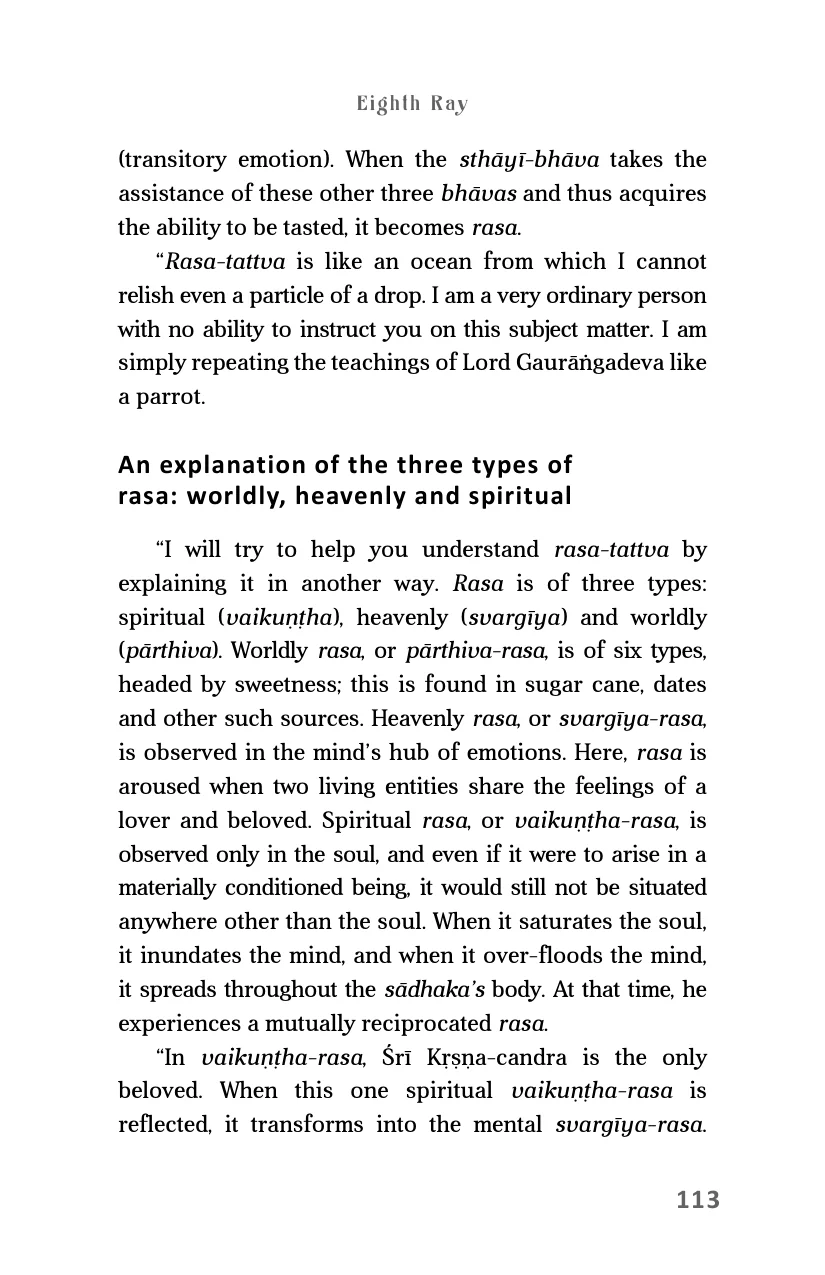 Eighth Ray
(transitory emotion). When the sthāyī-bhāva takes the
assistance of these other three bhāvas and thus acquires
the ability to be tasted, it becomes rasa.
“Rasa-tattva is like an ocean from which I cannot
relish even a particle of a drop. I am a very ordinary person
with no ability to instruct you on this subject matter. I am
simply repeating the teachings of Lord Gaurāṅgadeva like
a parrot.
An explanation of the three types of
rasa: worldly, heavenly and spiritual
“I will try to help you understand rasa-tattva by
explaining it in another way. Rasa is of three types:
spiritual (vaikuṇṭha), heavenly (svargīya) and worldly
(pārthiva). Worldly rasa, or pārthiva-rasa, is of six types,
headed by sweetness; this is found in sugar cane, dates
and other such sources. Heavenly rasa, or svargīya-rasa,
is observed in the mind’s hub of emotions. Here, rasa is
aroused when two living entities share the feelings of a
lover and beloved. Spiritual rasa, or vaikuṇṭha-rasa, is
observed only in the soul, and even if it were to arise in a
materially conditioned being, it would still not be situated
anywhere other than the soul. When it saturates the soul,
it inundates the mind, and when it over-floods the mind,
it spreads throughout the sādhaka’s body. At that time, he
experiences a mutually reciprocated rasa.
“In vaikuṇṭha-rasa, Śrī Kṛṣṇa-candra is the only
beloved. When this one spiritual vaikuṇṭha-rasa is
reflected, it transforms into the mental svargīya-rasa.
113